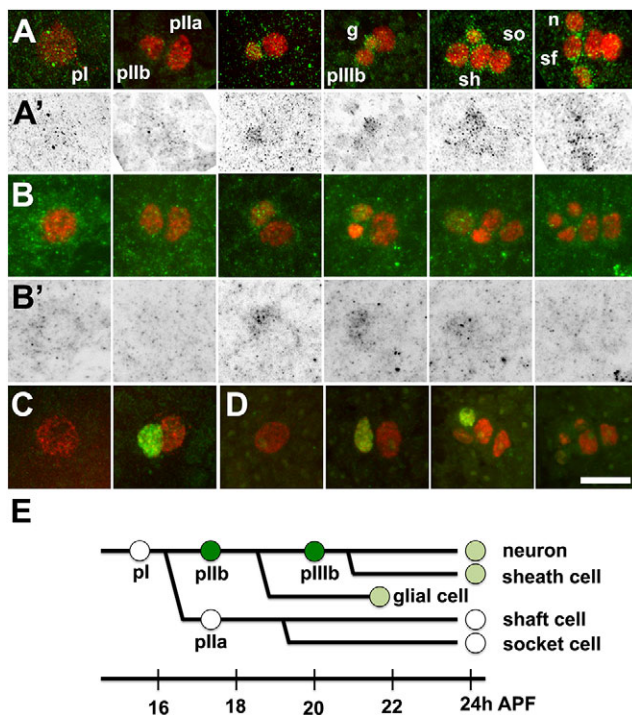 A
pI
pIIa
pIIb
g
pIIIb
so
sh
n
sf
A'
B
B'
C
D
E
pI
pIIb
pIIIb
neuron
sheath cell
glial cell
pIIa
shaft cell
socket cell
16 18 20 22 24h APF